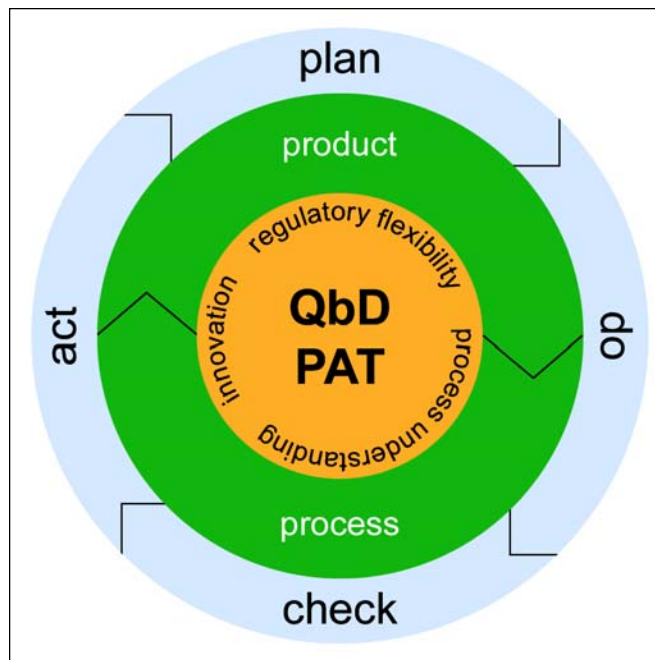 plan
product
regulatory flexibility
innovation
QbD
PAT
process understanding
act
do
process
check